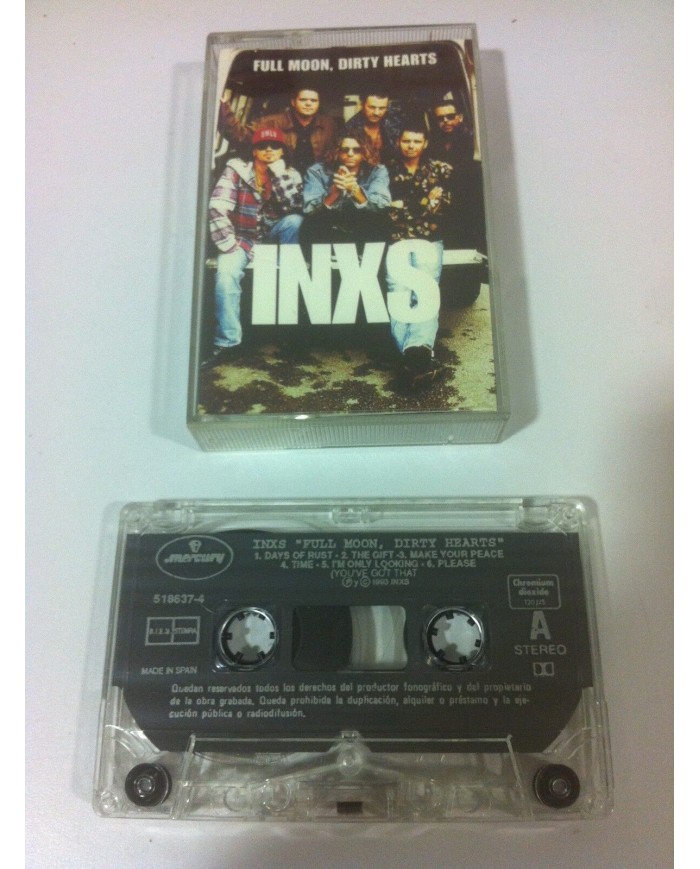 FULL MOON, DIRTY HEARTS
INXS
mercury
INXS "FULL MOON, DIRTY HEARTS"
1. DAYS OF RUST - 2. THE GIFT -3. MAKE YOUR PEACE
4. TIME - 5. I'M ONLY LOOKING - 6. PLEASE
(YOU'VE GOT THAT
Ⓟ y Ⓒ 1993 INXS
518637-4
Chromium
dioxide
A
STEREO
B.I.E.M. STEMRA
MADE IN SPAIN
Quedan reservados todos los derechos del productor fonográfico y del propietario
de la obra grabada. Queda prohibida la duplicación, alquiler o préstamo y la eje-
cución pública o radiodifusión.